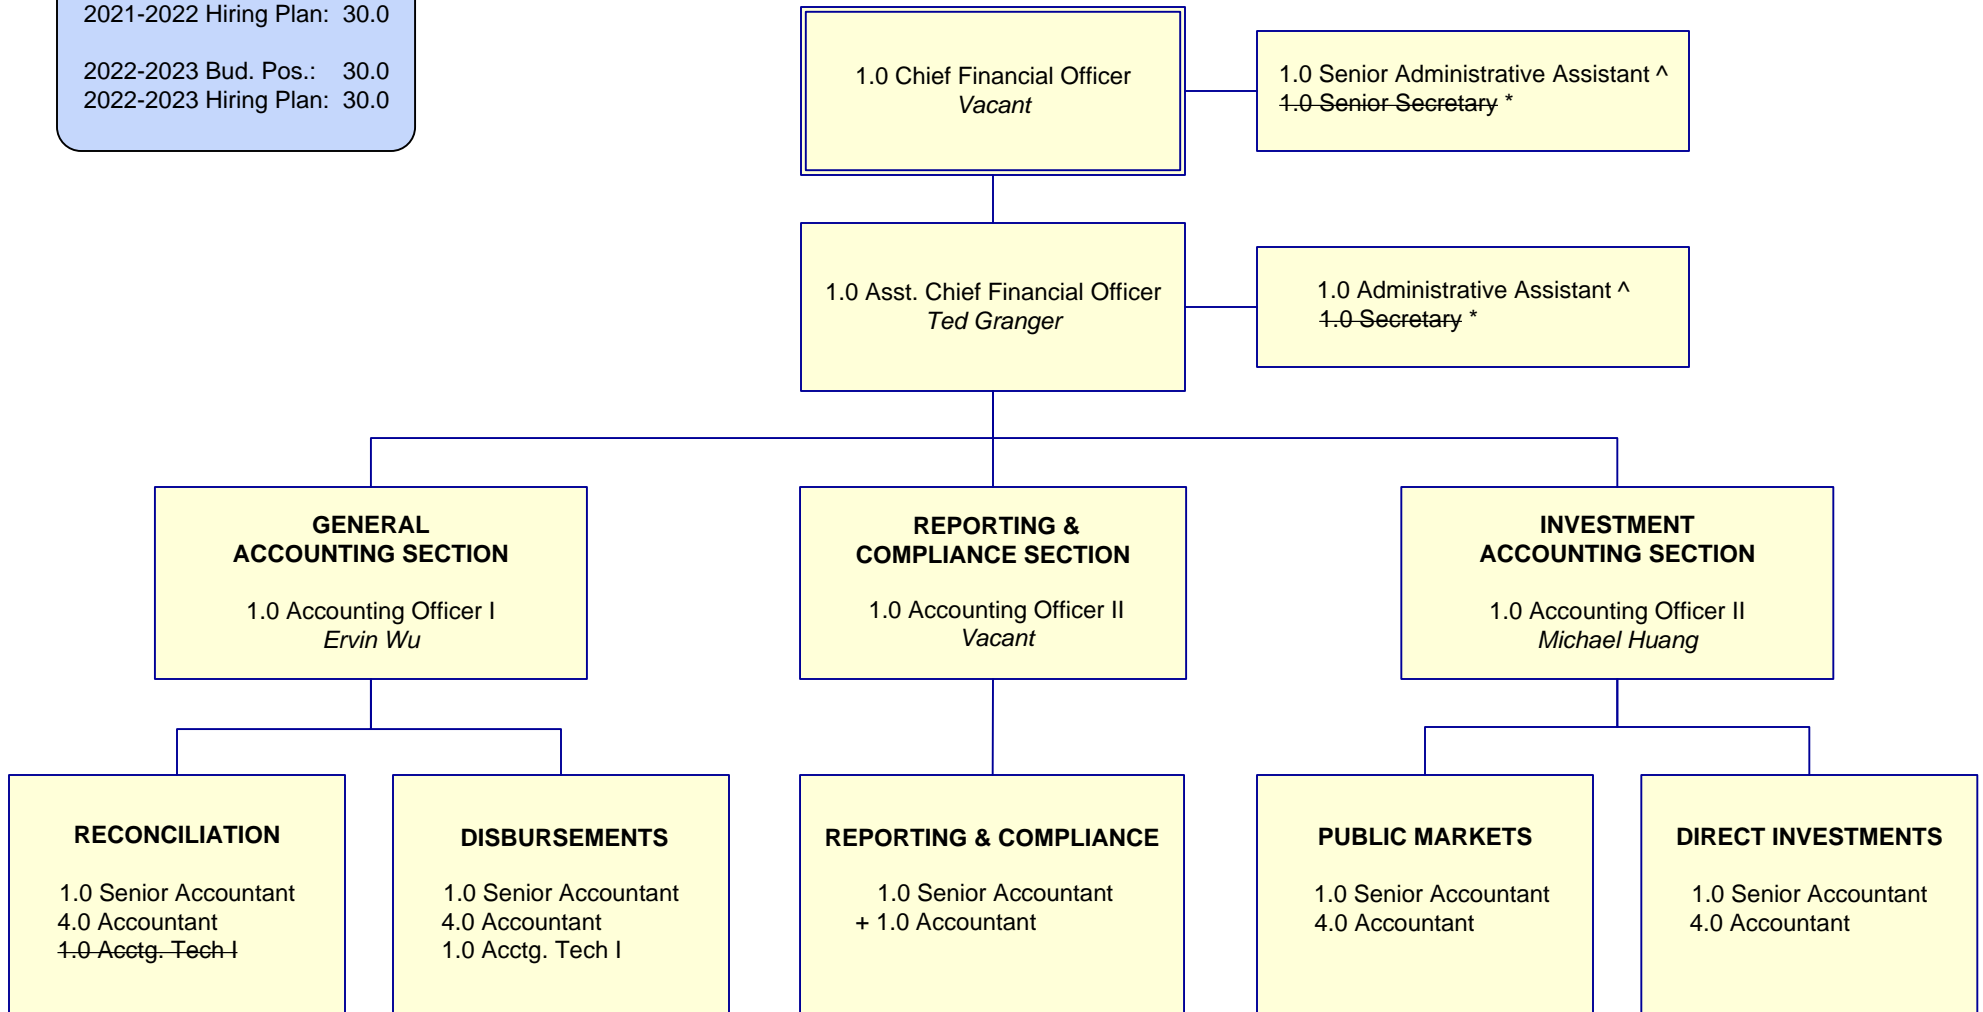 2021-2022 Hiring Plan: 30.0
2022-2023 Bud. Pos.: 30.0
2022-2023 Hiring Plan: 30.0
1.0 Chief Financial Officer
Vacant
1.0 Senior Administrative Assistant ^
1.0 Senior Secretary *
1.0 Asst. Chief Financial Officer
Ted Granger
1.0 Administrative Assistant ^
1.0 Secretary *
GENERAL
ACCOUNTING SECTION
1.0 Accounting Officer I
Ervin Wu
REPORTING &
COMPLIANCE SECTION
1.0 Accounting Officer II
Vacant
INVESTMENT
ACCOUNTING SECTION
1.0 Accounting Officer II
Michael Huang
RECONCILIATION
1.0 Senior Accountant
4.0 Accountant
1.0 Acctg. Tech I
DISBURSEMENTS
1.0 Senior Accountant
4.0 Accountant
1.0 Acctg. Tech I
REPORTING & COMPLIANCE
1.0 Senior Accountant
+ 1.0 Accountant
PUBLIC MARKETS
1.0 Senior Accountant
4.0 Accountant
DIRECT INVESTMENTS
1.0 Senior Accountant
4.0 Accountant